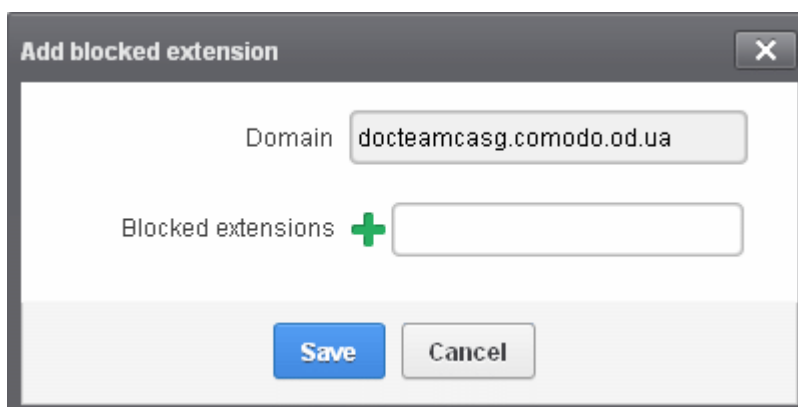 Add blocked extension
Domain docteamcasg.comodo.od.ua
Blocked extensions
Save Cancel